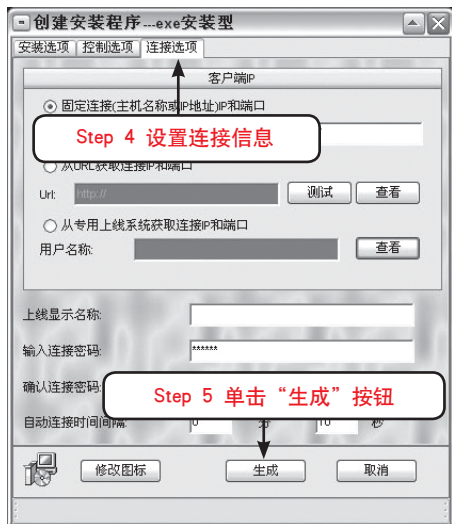 创建安装程序---exe安装型
安装选项 控制选项 连接选项
客户端IP
固定连接(主机名称或IP地址)IP和端口
Step 4 设置连接信息
从URL获取连接IP和端口
Url: http:// 测试 查看
从专用上线系统获取连接IP和端口
用户名称: 查看
上线显示名称:
输入连接密码: ******
确认连接密码:
Step 5 单击“生成”按钮
自动连接时间间隔: 0 分 10 秒
修改图标 生成 取消